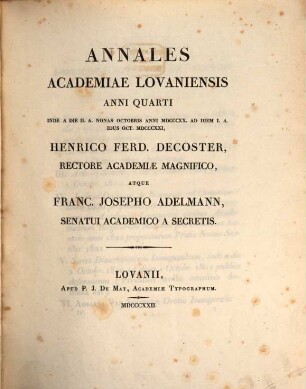 ANNALES
ACADEMIAE LOVANIENSIS
ANNI QUARTI
INDE A DIE II. A. NONAS OCTOBRIS ANNI MDCCCXX. AD IDEM I. A.
EIUS OCT. MDCCCXXI,
HENRICO FERD. DECOSTER,
RECTORE ACADEMIÆ MAGNIFICO,
ATQUE
FRANC. JOSEPHO ADELMANN,
SENATUI ACADEMICO A SECRETIS.
LOVANII,
APUD P. J. DE MAT, ACADEMIÆ TYPOGRAPHUM.
MDCCCXXII.